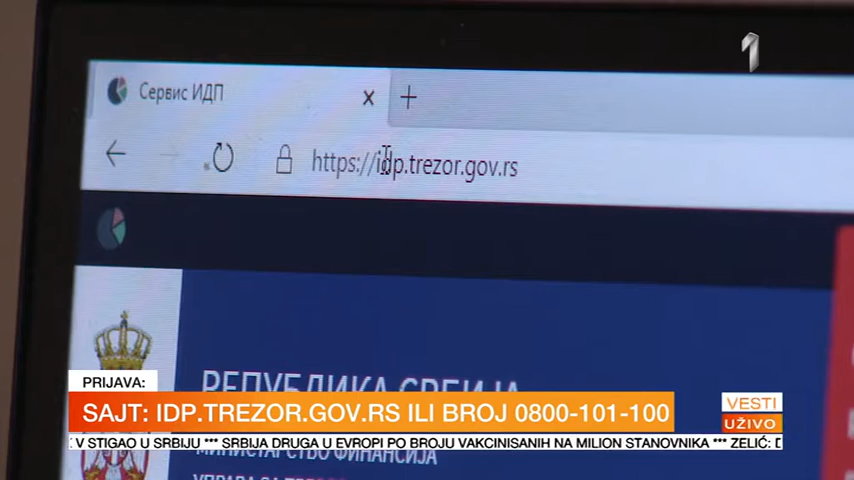 1
Сервис ИДП
https://idp.trezor.gov.rs
РЕПУБЛИКА СРБИЈА
PRIJAVA:
SAJT: IDP.TREZOR.GOV.RS ILI BROJ 0800-101-100
VESTI
UŽIVO
V STIGAO U SRBIJU *** SRBIJA DRUGA U EVROPI PO BROJU VAKCINISANIH NA MILION STANOVNIKA *** ZELIĆ:
МИНИСТАРСТВО ФИНАНСИЈА